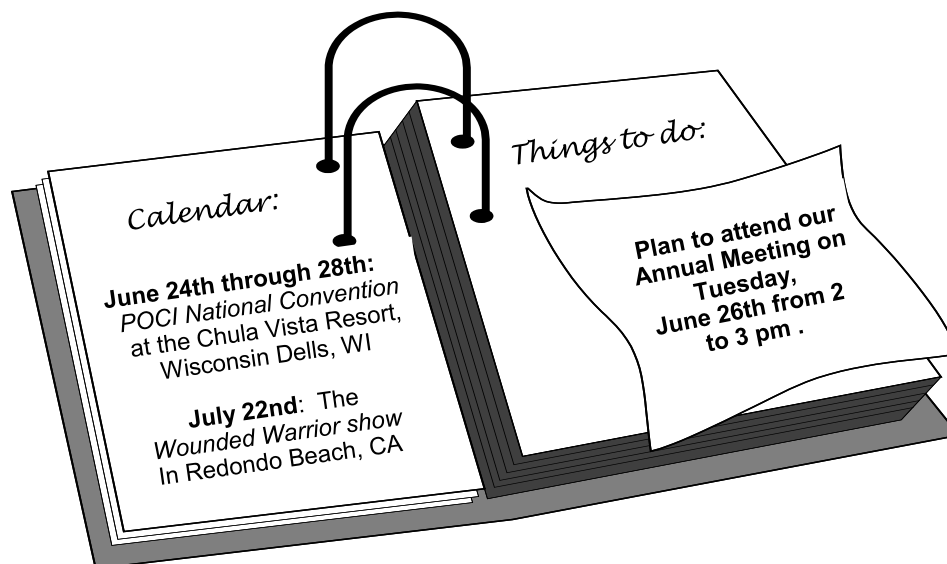 Calendar:
June 24th through 28th:
POCI National Convention
at the Chula Vista Resort,
Wisconsin Dells, WI
July 22nd:  The
Wounded Warrior show
In Redondo Beach, CA
Things to do:
Plan to attend our
Annual Meeting on
Tuesday,
June 26th from 2
to 3 pm .